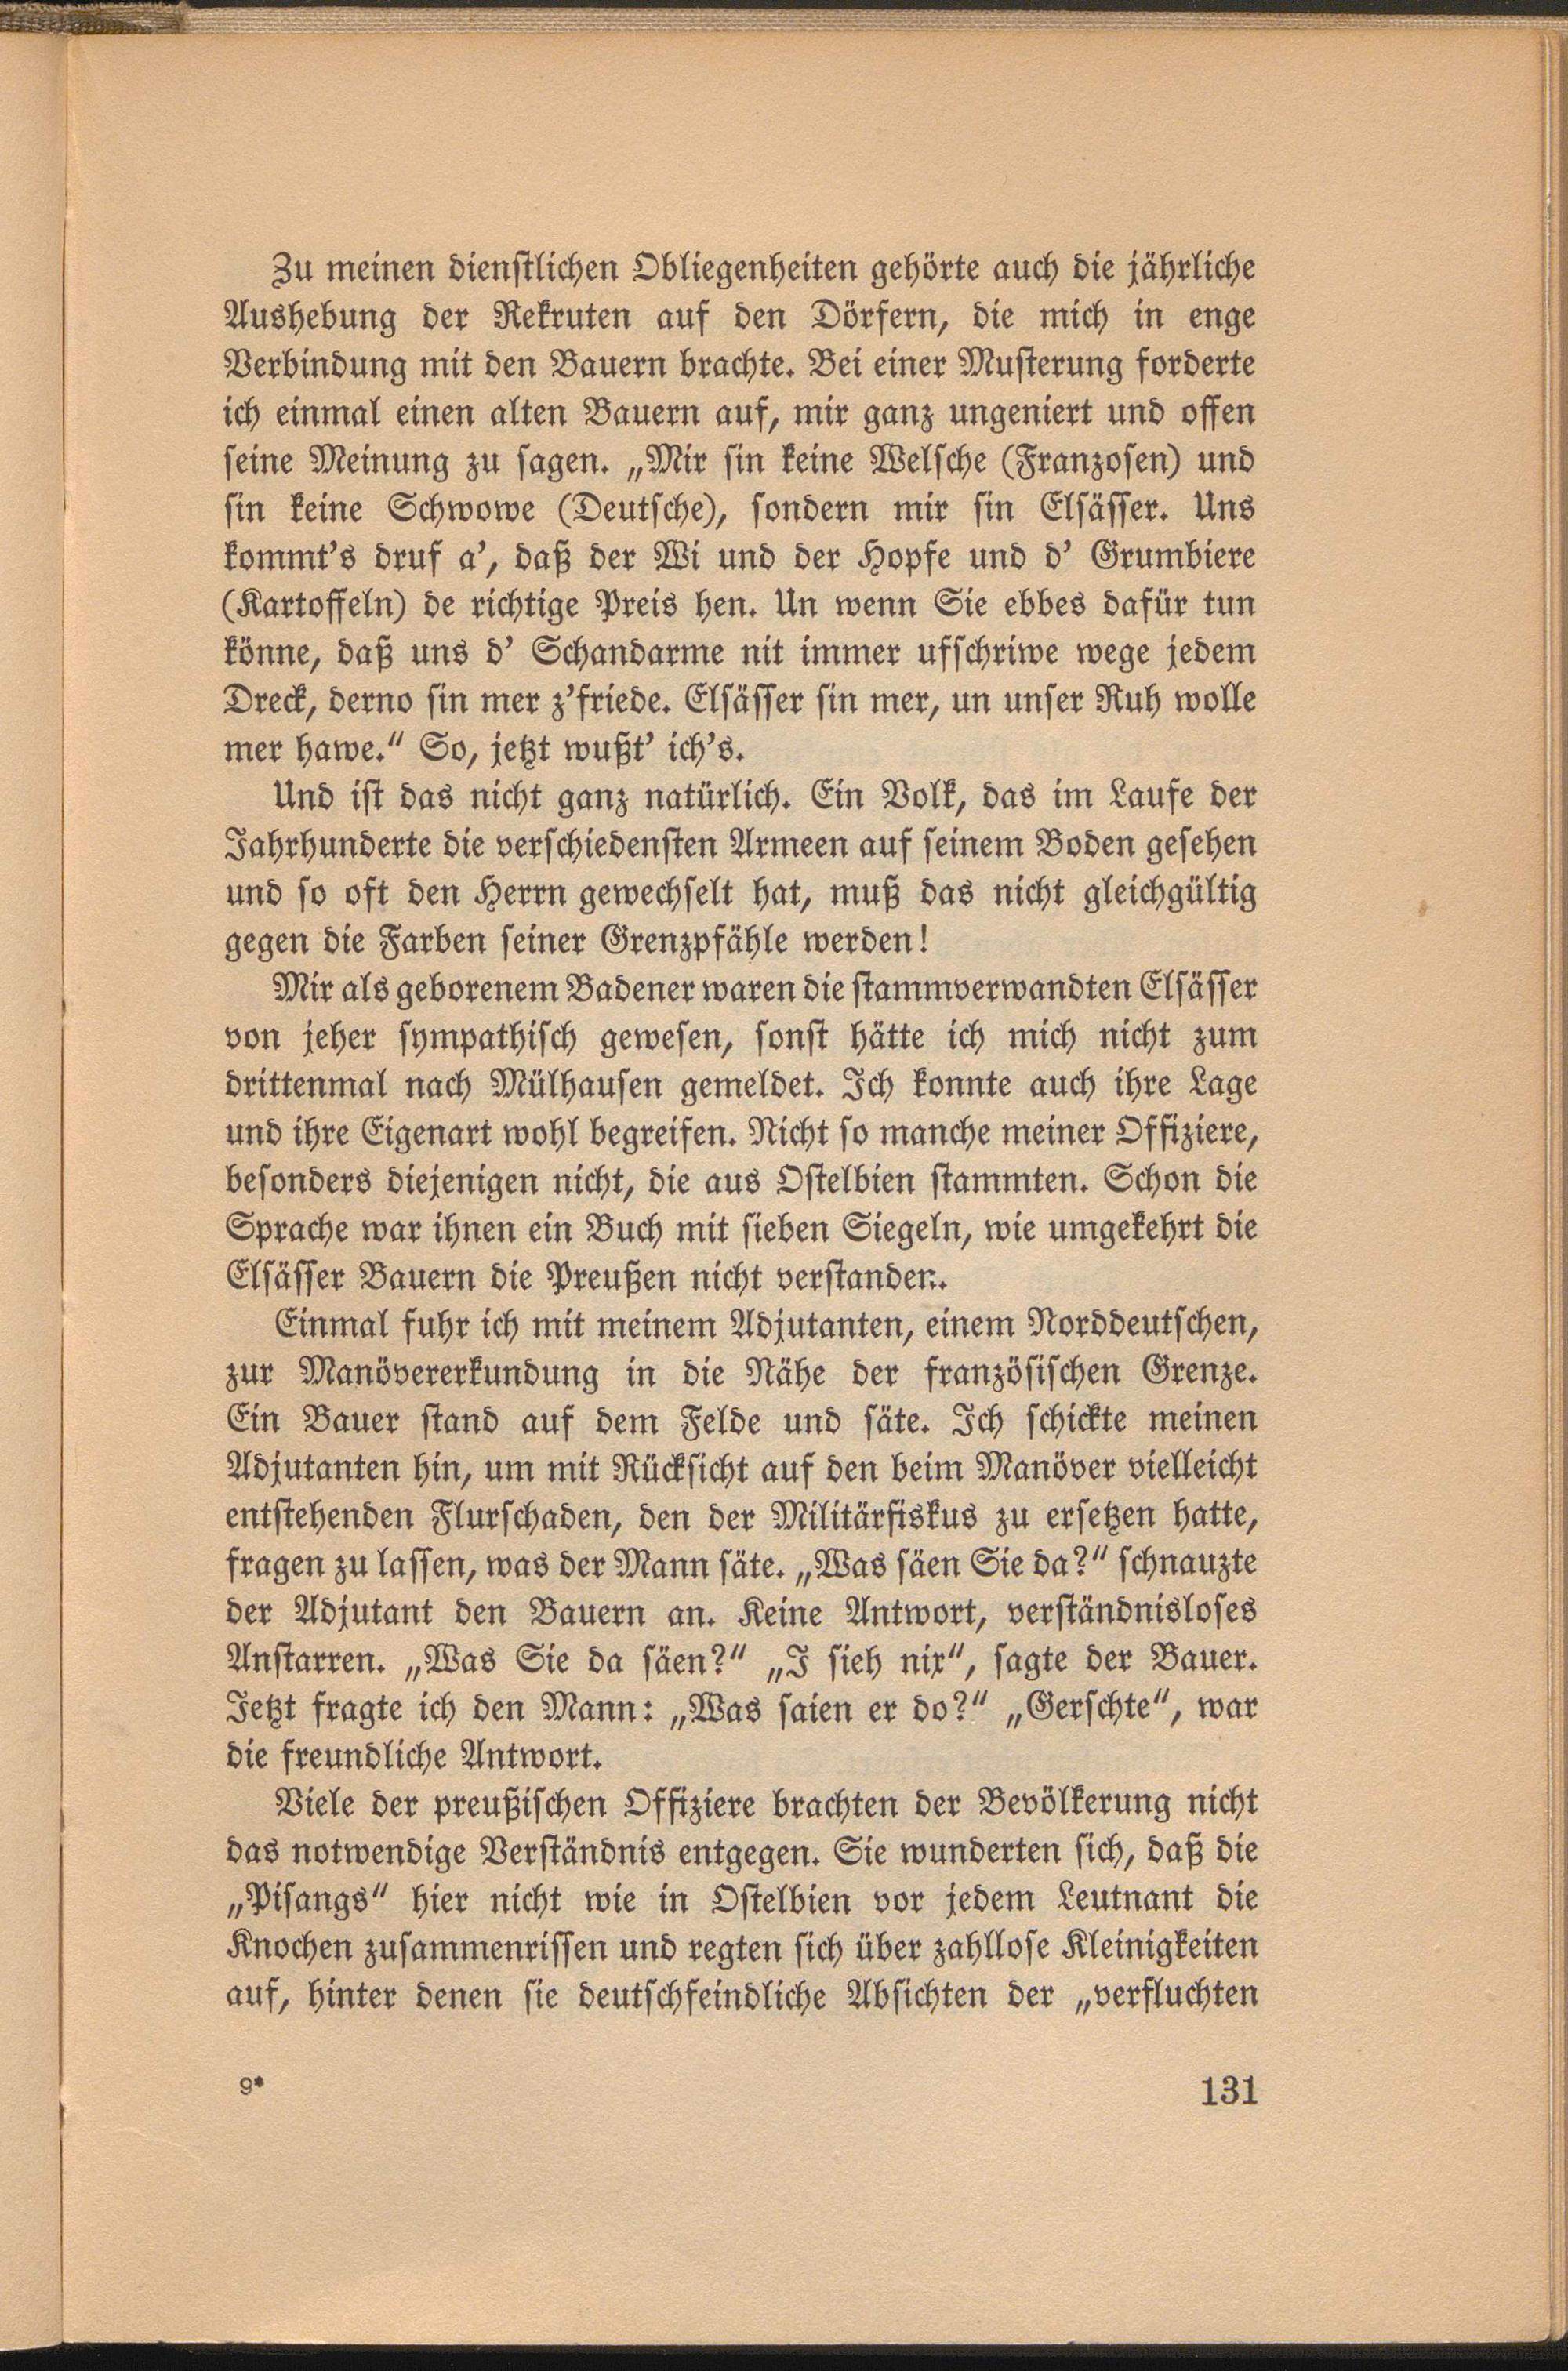 Zu meinen dienstlichen Obliegenheiten gehörte auch die jährliche
Aushebung der Rekruten auf den Dörfern, die mich in enge
Verbindung mit den Bauern brachte. Bei einer Musterung forderte
ich einmal einen alten Bauern auf, mir ganz ungeniert und offen
seine Meinung zu sagen. „Mir sin keine Welsche (Franzosen) und
sin keine Schwowe (Deutsche), sondern mir sin Elsässer. Uns
kommt’s druf a’, daß der Wi und der Hopfe und d’ Grumbiere
(Kartoffeln) de richtige Preis hen. Un wenn Sie ebbes dafür tun
könne, daß uns d’ Schandarme nit immer ufschriwe wege jedem
Dreck, derno sin mer z’friede. Elsässer sin mer, un unser Ruh wolle
mer hawe.“ So, jetzt wußt’ ich’s.
Und ist das nicht ganz natürlich. Ein Volk, das im Laufe der
Jahrhunderte die verschiedensten Armeen auf seinem Boden gesehen
und so oft den Herrn gewechselt hat, muß das nicht gleichgültig
gegen die Farben seiner Grenzpfähle werden!
Mir als geborenem Badener waren die stammverwandten Elsässer
von jeher sympathisch gewesen, sonst hätte ich mich nicht zum
drittenmal nach Mülhausen gemeldet. Ich konnte auch ihre Lage
und ihre Eigenart wohl begreifen. Nicht so manche meiner Offiziere,
besonders diejenigen nicht, die aus Ostelbien stammten. Schon die
Sprache war ihnen ein Buch mit sieben Siegeln, wie umgekehrt die
Elsässer Bauern die Preußen nicht verstanden.
Einmal fuhr ich mit meinem Adjutanten, einem Norddeutschen,
zur Manövererkundung in die Nähe der französischen Grenze.
Ein Bauer stand auf dem Felde und säte. Ich schickte meinen
Adjutanten hin, um mit Rücksicht auf den beim Manöver vielleicht
entstehenden Flurschaden, den der Militärfiskus zu ersetzen hatte,
fragen zu lassen, was der Mann säte. „Was säen Sie da?“ schnauzte
der Adjutant den Bauern an. Keine Antwort, verständnisloses
Anstarren. „Was Sie da säen?“ „I sieh nix“, sagte der Bauer.
Jetzt fragte ich den Mann: „Was saien er do?“ „Gerschte“, war
die freundliche Antwort.
Viele der preußischen Offiziere brachten der Bevölkerung nicht
das notwendige Verständnis entgegen. Sie wunderten sich, daß die
„Pisangs“ hier nicht wie in Ostelbien vor jedem Leutnant die
Knochen zusammenrissen und regten sich über zahllose Kleinigkeiten
auf, hinter denen sie deutschfeindliche Absichten der „verfluchten
9*
131